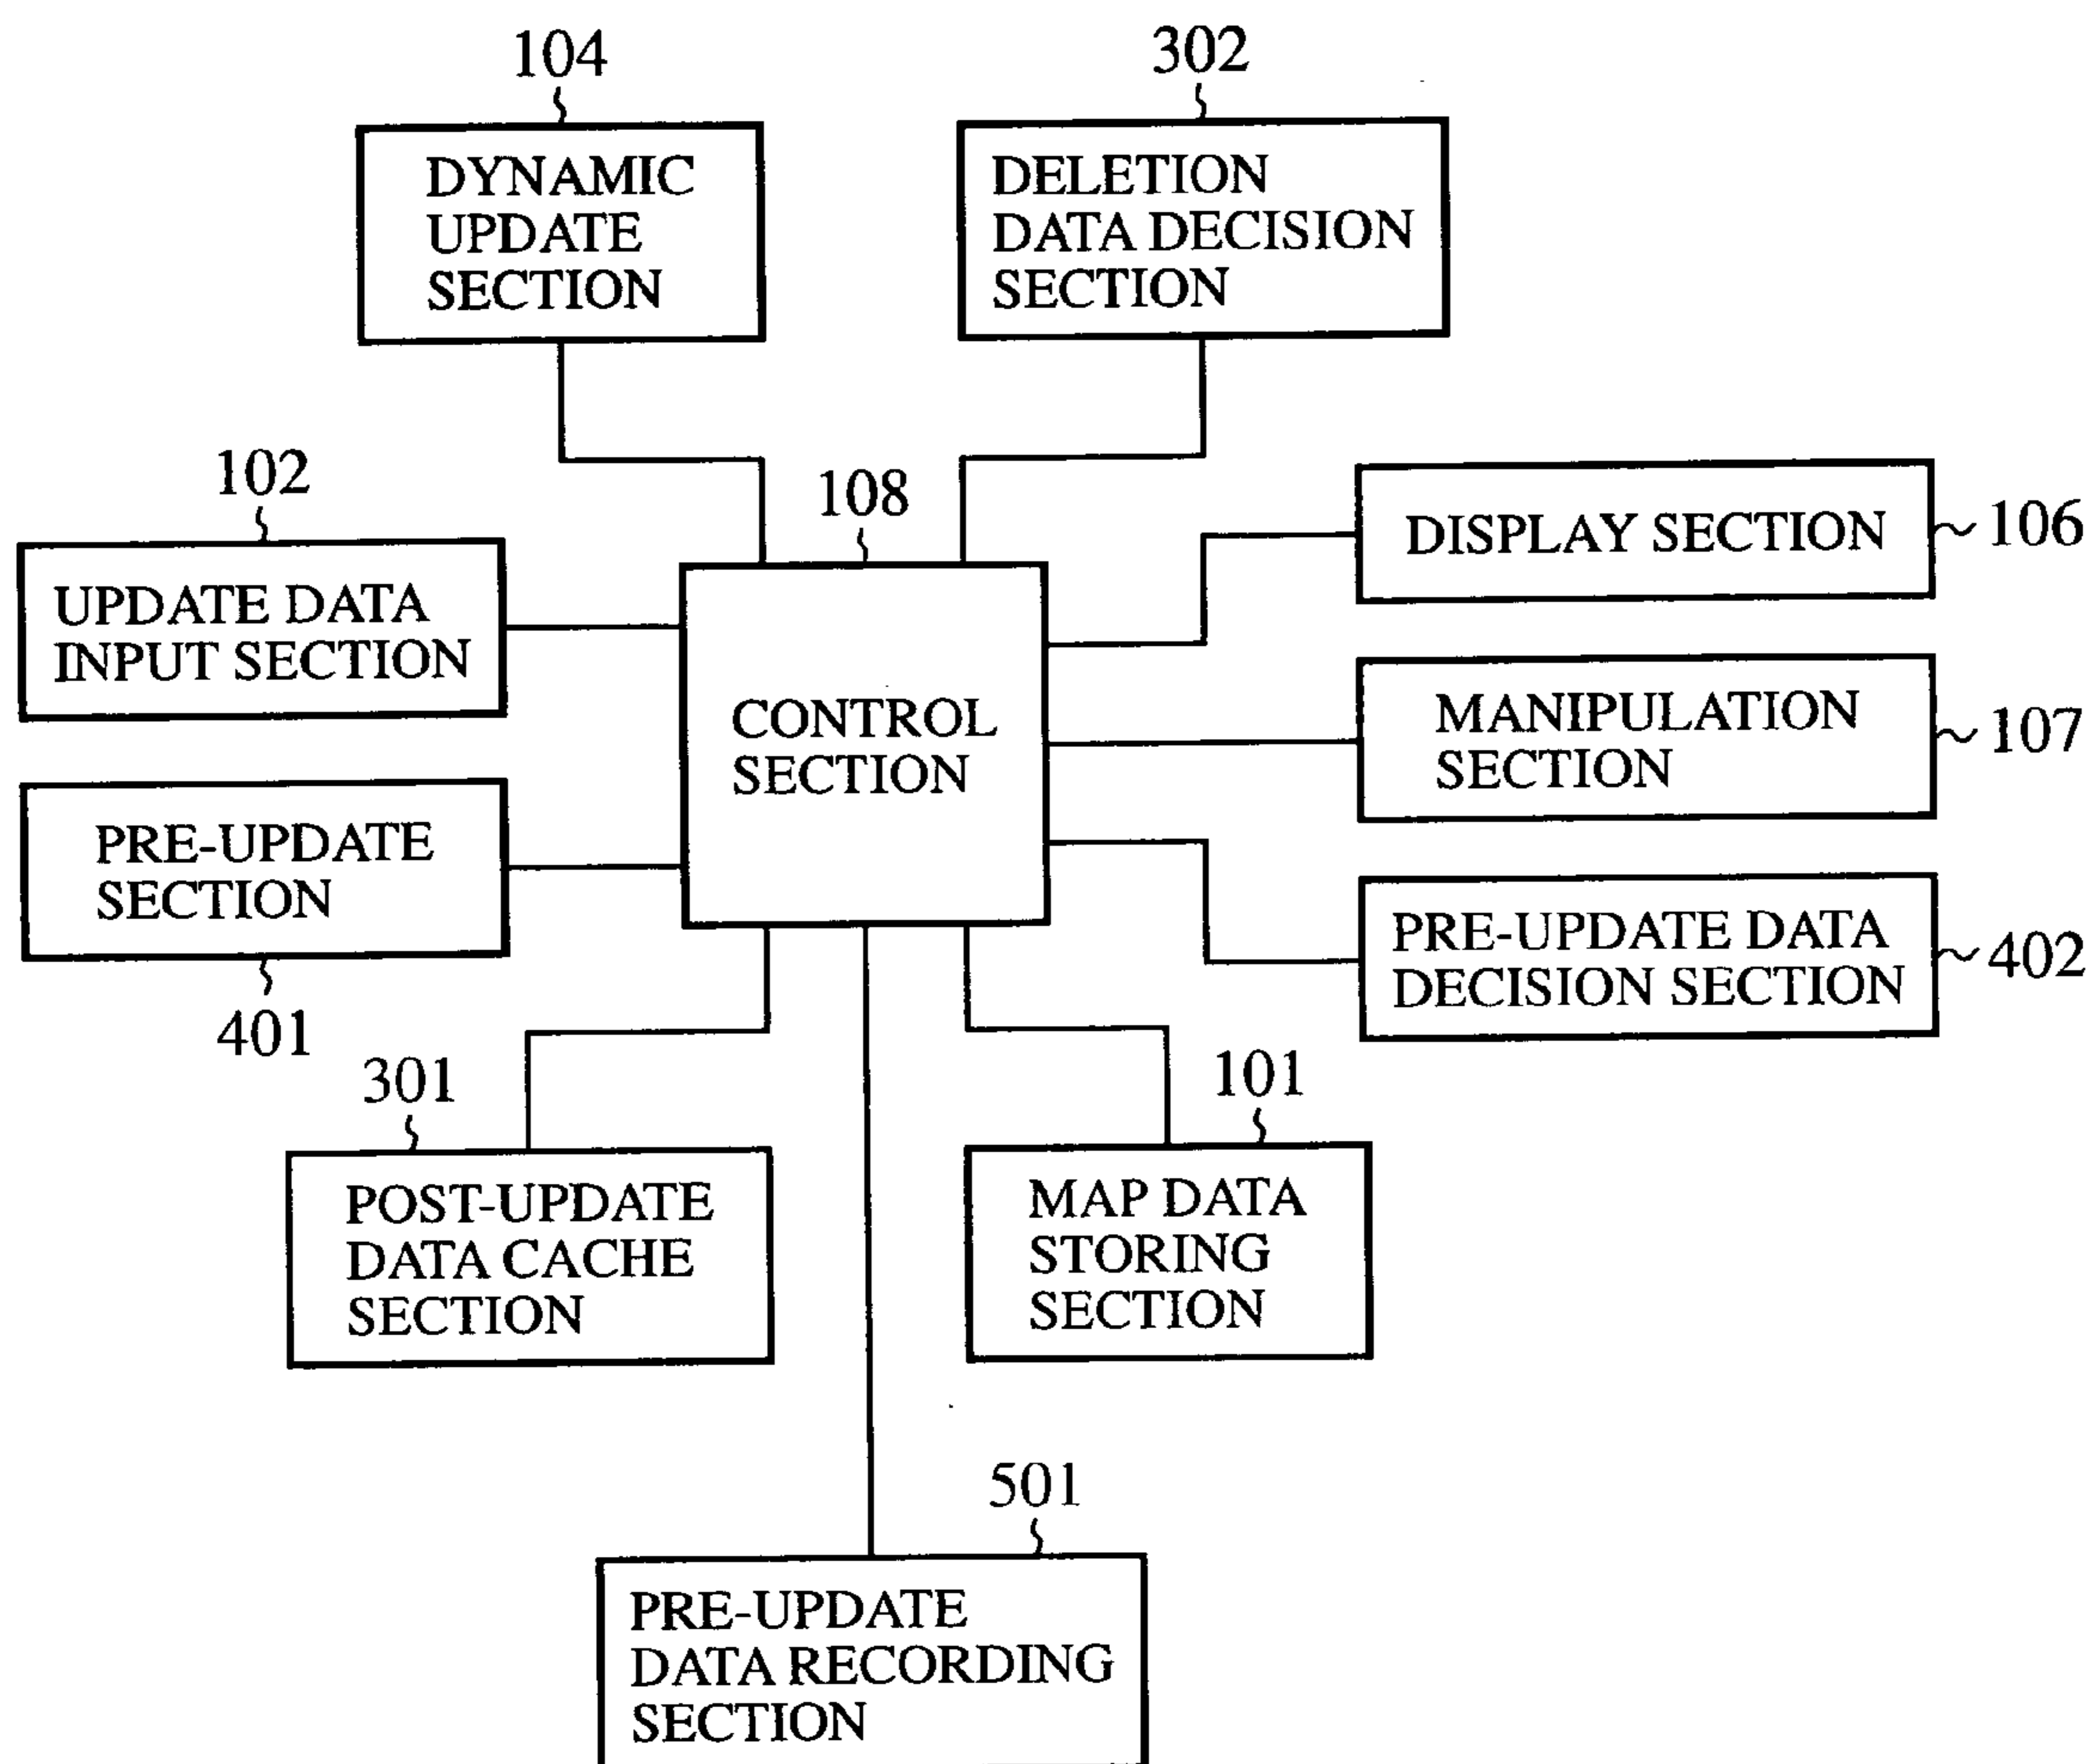 104
302
DYNAMIC
UPDATE
SECTION
DELETION
DATA DECISION
SECTION
102
108
DISPLAY SECTION
106
UPDATE DATA
INPUT SECTION
CONTROL
SECTION
MANIPULATION
SECTION
107
PRE-UPDATE
SECTION
401
PRE-UPDATE DATA
DECISION SECTION
402
301
101
POST-UPDATE
DATA CACHE
SECTION
MAP DATA
STORING
SECTION
501
PRE-UPDATE
DATA RECORDING
SECTION